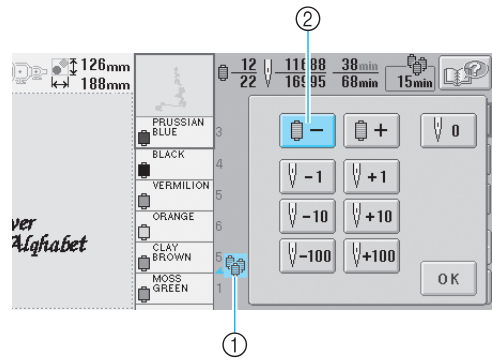 ①
②
126mm
188mm
12
22
11688
16995
38min
68min
15min
PRUSSIAN
BLUE
3
BLACK
4
VERMILION
5
ORANGE
6
CLAY
BROWN
5
MOSS
GREEN
1
ver
Alqhabet
−
+
0
-1
+1
-10
+10
-100
+100
OK